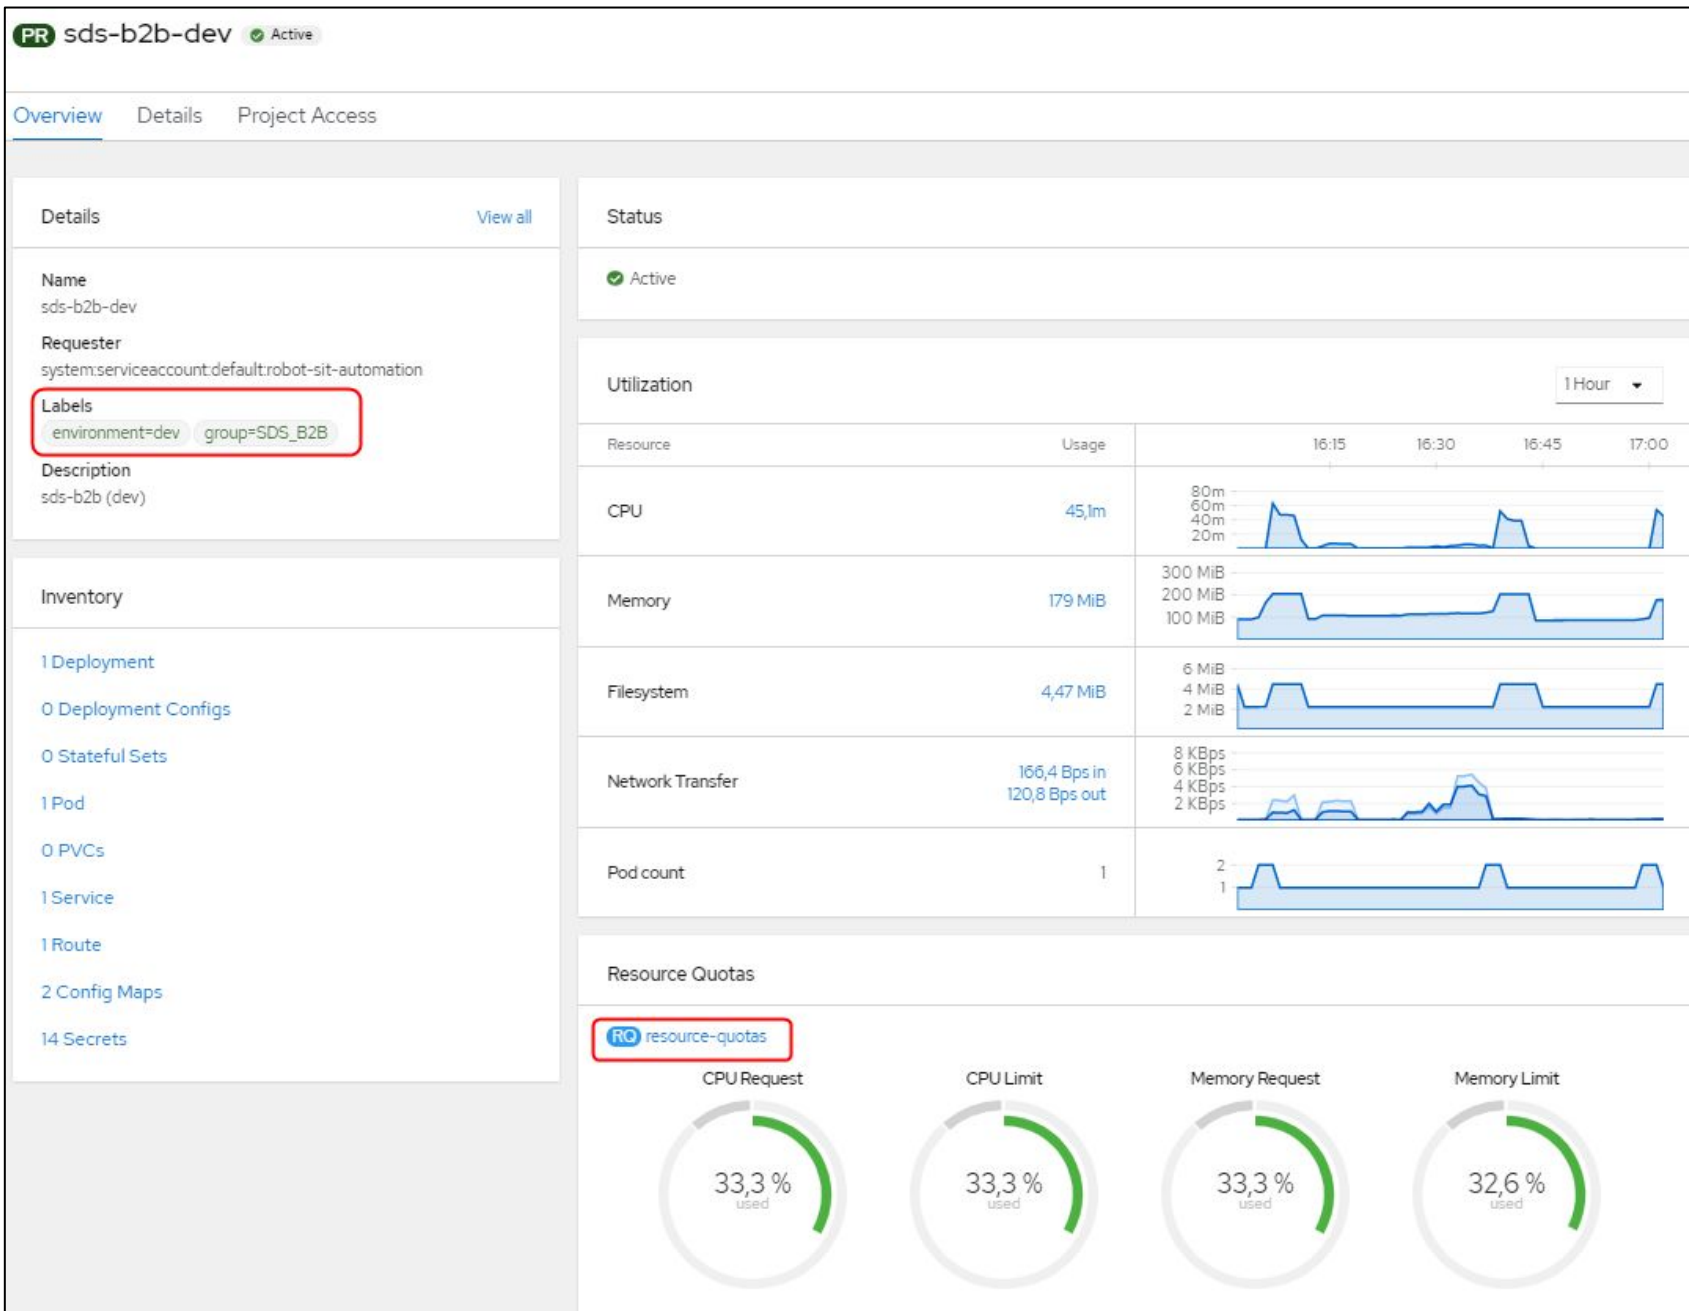 PR sds-b2b-dev Active
Overview Details Project Access
Details View all
Name
sds-b2b-dev
Requester
system:serviceaccount:default:robot-sit-automation
Labels
environment=dev group=SDS_B2B
Description
sds-b2b (dev)
Inventory
1 Deployment
0 Deployment Configs
0 Stateful Sets
1 Pod
0 PVCs
1 Service
1 Route
2 Config Maps
14 Secrets
Status
Active
Utilization 1 Hour
Resource Usage 16:15 16:30 16:45 17:00
CPU 45,1m
80m
60m
40m
20m
Memory 179 MiB
300 MiB
200 MiB
100 MiB
Filesystem 4,47 MiB
6 MiB
4 MiB
2 MiB
Network Transfer 166,4 Bps in
120,8 Bps out
8 KBps
6 KBps
4 KBps
2 KBps
Pod count 1
2
1
Resource Quotas
RQ resource-quotas
CPU Request CPU Limit Memory Request Memory Limit
33,3 % 33,3 % 33,3 % 32,6 %
used used used used